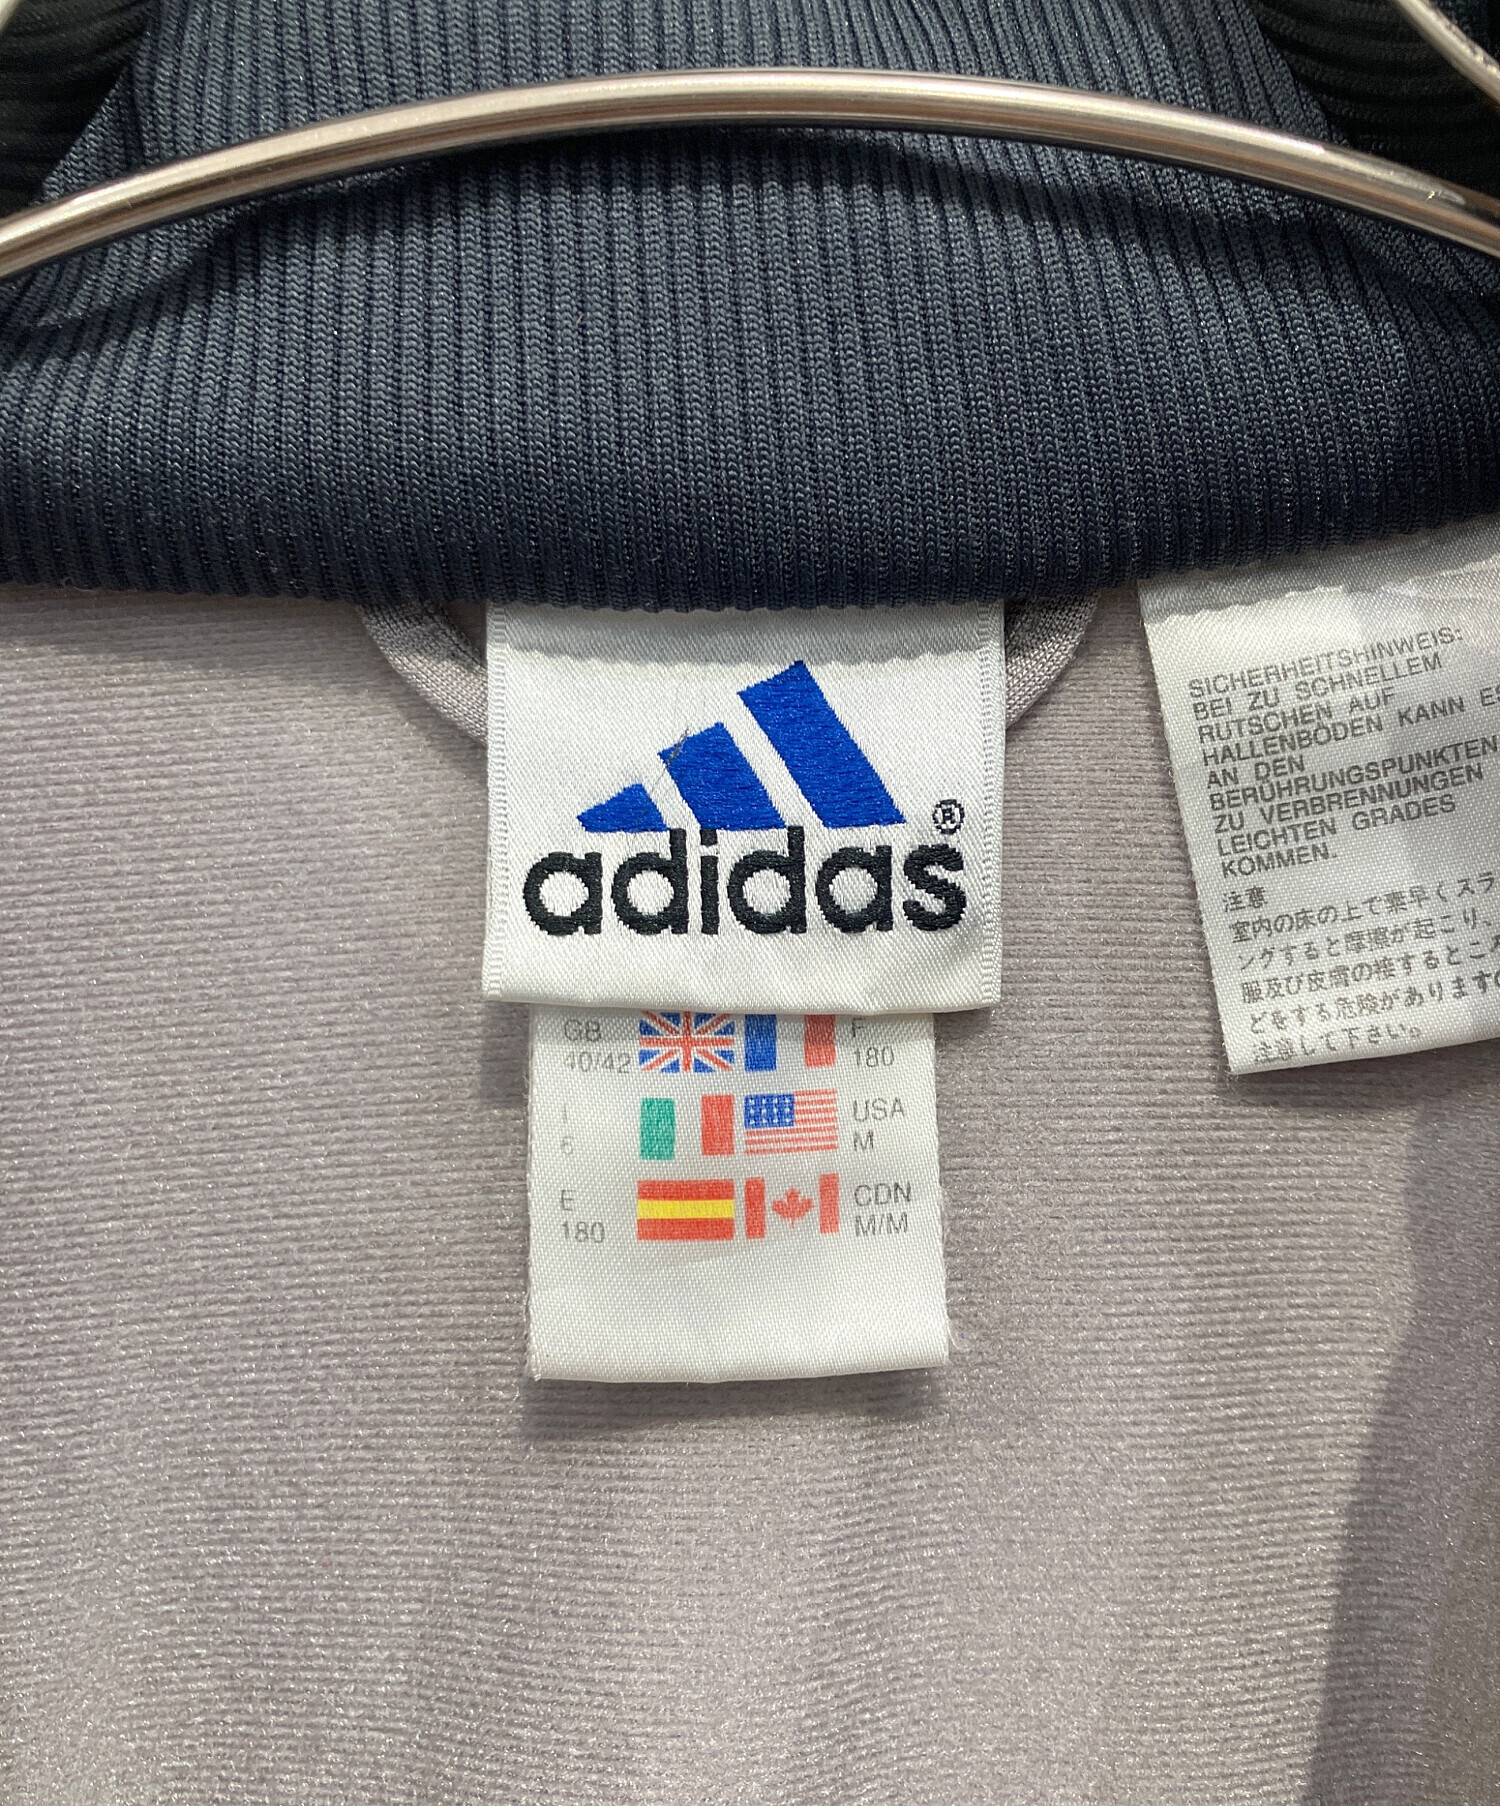 adidas®
GB
40/42
F
180
I
6
USA
M
E
180
CDN
M/M
SICHERHEITSHINWEIS:
BEI ZU SCHNELLEM
RUTSCHEN AUF
HALLENBÖDEN KANN ES
AN DEN
BERÜHRUNGSPUNKTEN
ZU VERBRENNUNGEN
LEICHTEN GRADES
KOMMEN.
注意
室内の床の上で素早くスラ
ングすると摩擦が起こり、
服及び皮膚の接するところ
どをする危険があります
注意して下さい。